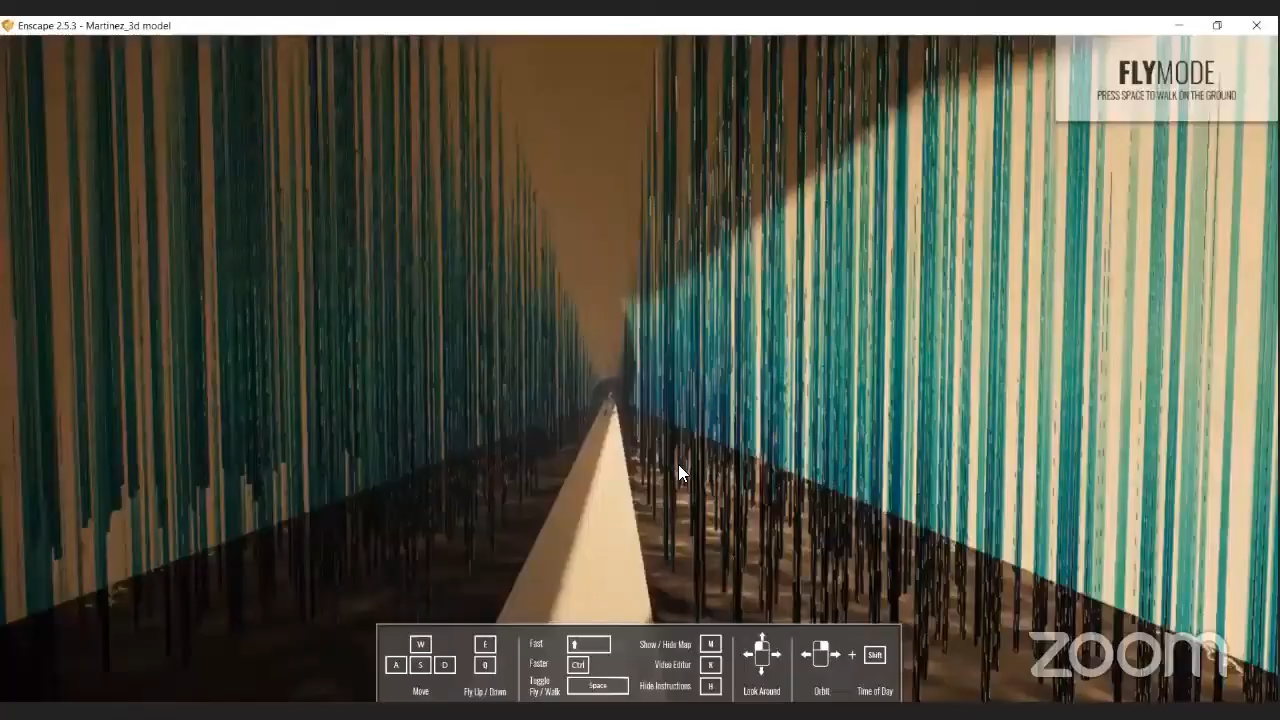 Enscape 2.5.3 - Martinez_3d model
FLYMODE
PRESS SPACE TO WALK ON THE GROUND
W
A S D
Move
E
Q
Fly Up / Down
Fast
Faster Ctrl
Toggle Fly / Walk Space
Show / Hide Map M
Video Editor K
Hide Instructions H
Look Around
+ Shift
Orbit
Time of Day
zoom